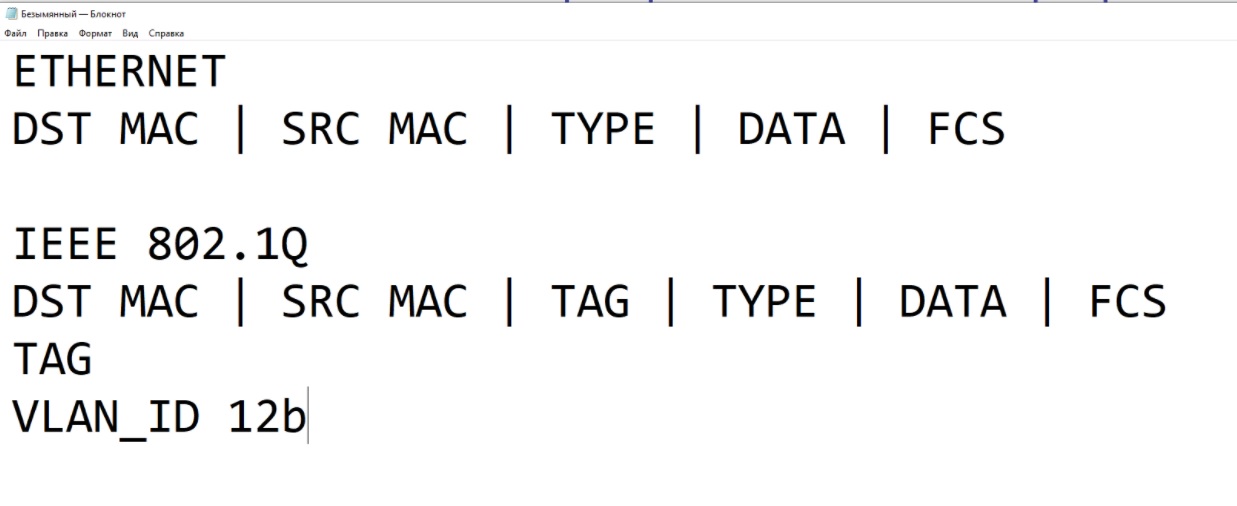 Безымянный — Блокнот
Файл Правка Формат Вид Справка
ETHERNET
DST MAC | SRC MAC | TYPE | DATA | FCS
IEEE 802.1Q
DST MAC | SRC MAC | TAG | TYPE | DATA | FCS
TAG
VLAN_ID 12b